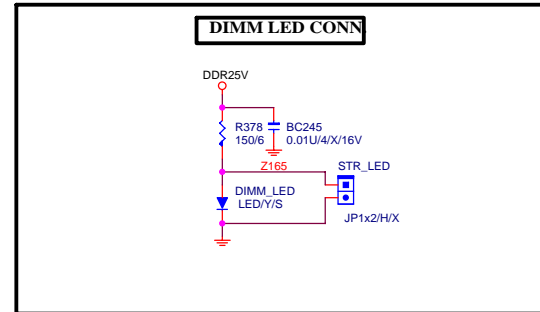 DIMM LED CONN.
DDR25V
R378
150/6
BC245
0.01U/4/X/16V
Z165
STR_LED
DIMM_LED
LED/Y/S
JP1x2/H/X